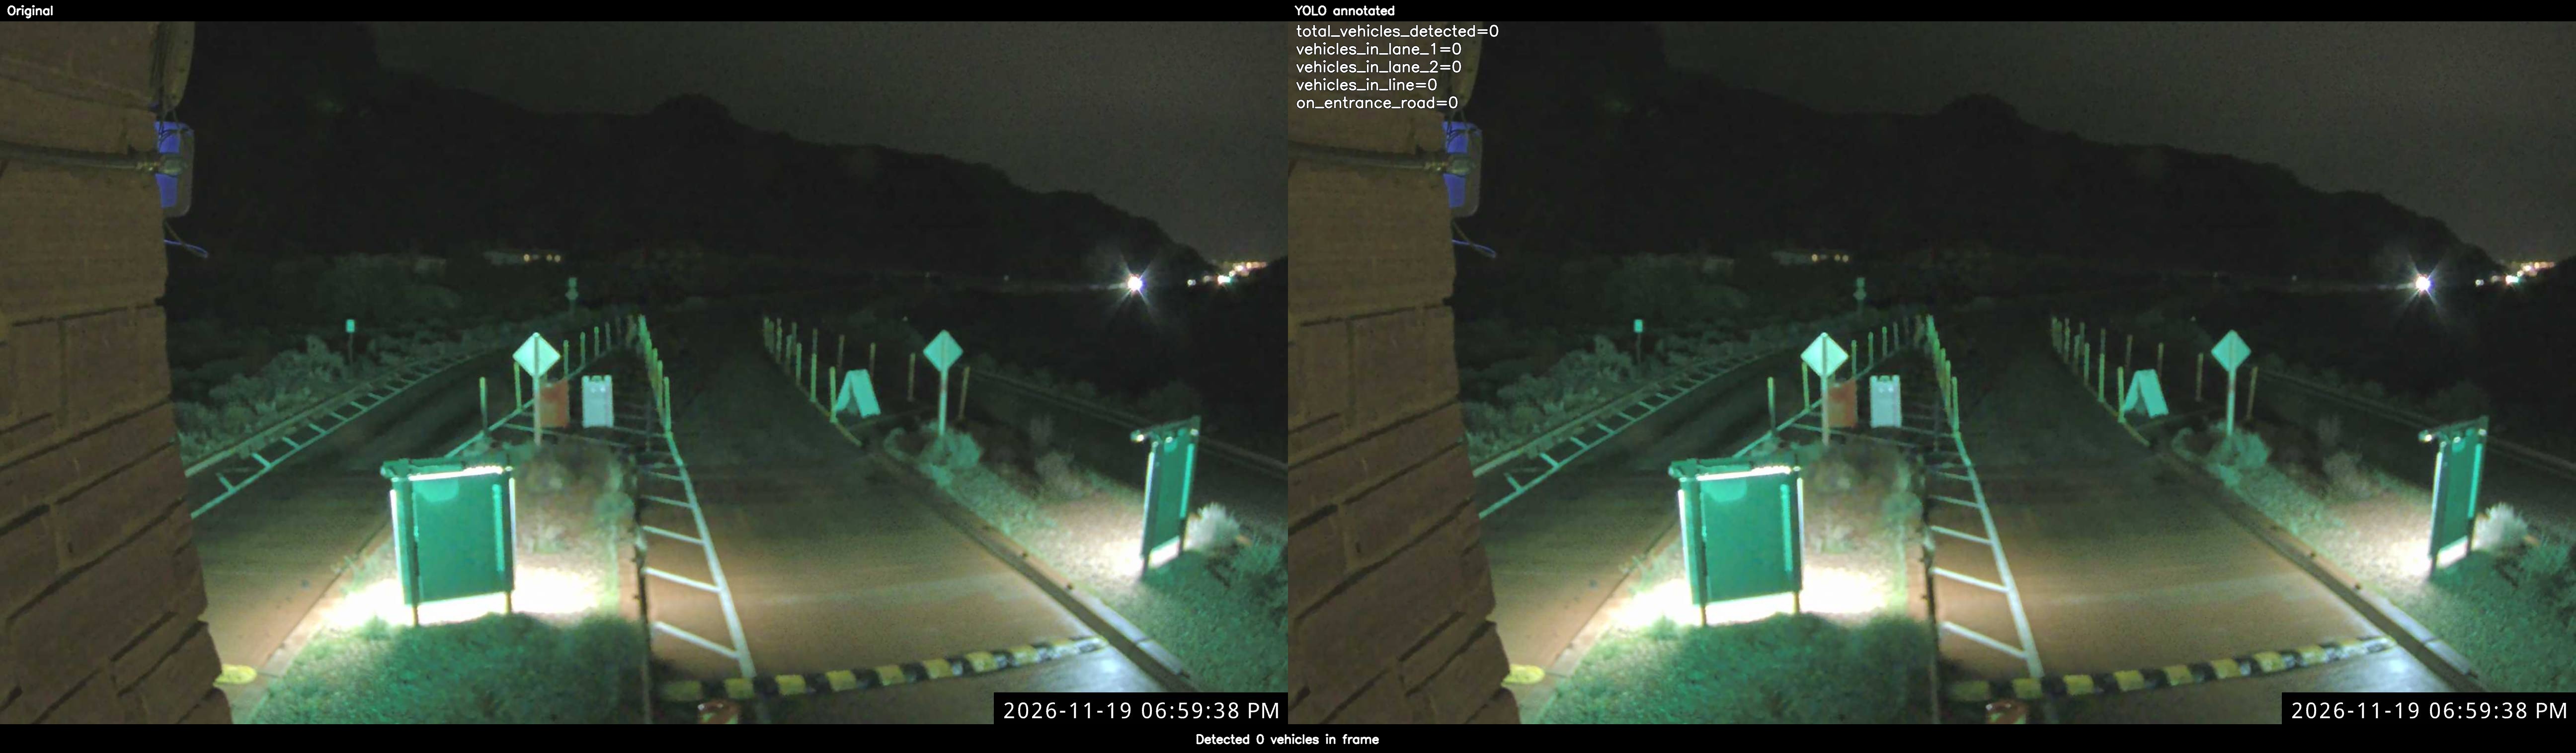 Original
YOLO annotated
total_vehicles_detected=0
vehicles_in_lane_1=0
vehicles_in_lane_2=0
vehicles_in_line=0
on_entrance_road=0
2026-11-19 06:59:38 PM
2026-11-19 06:59:38 PM
Detected 0 vehicles in frame